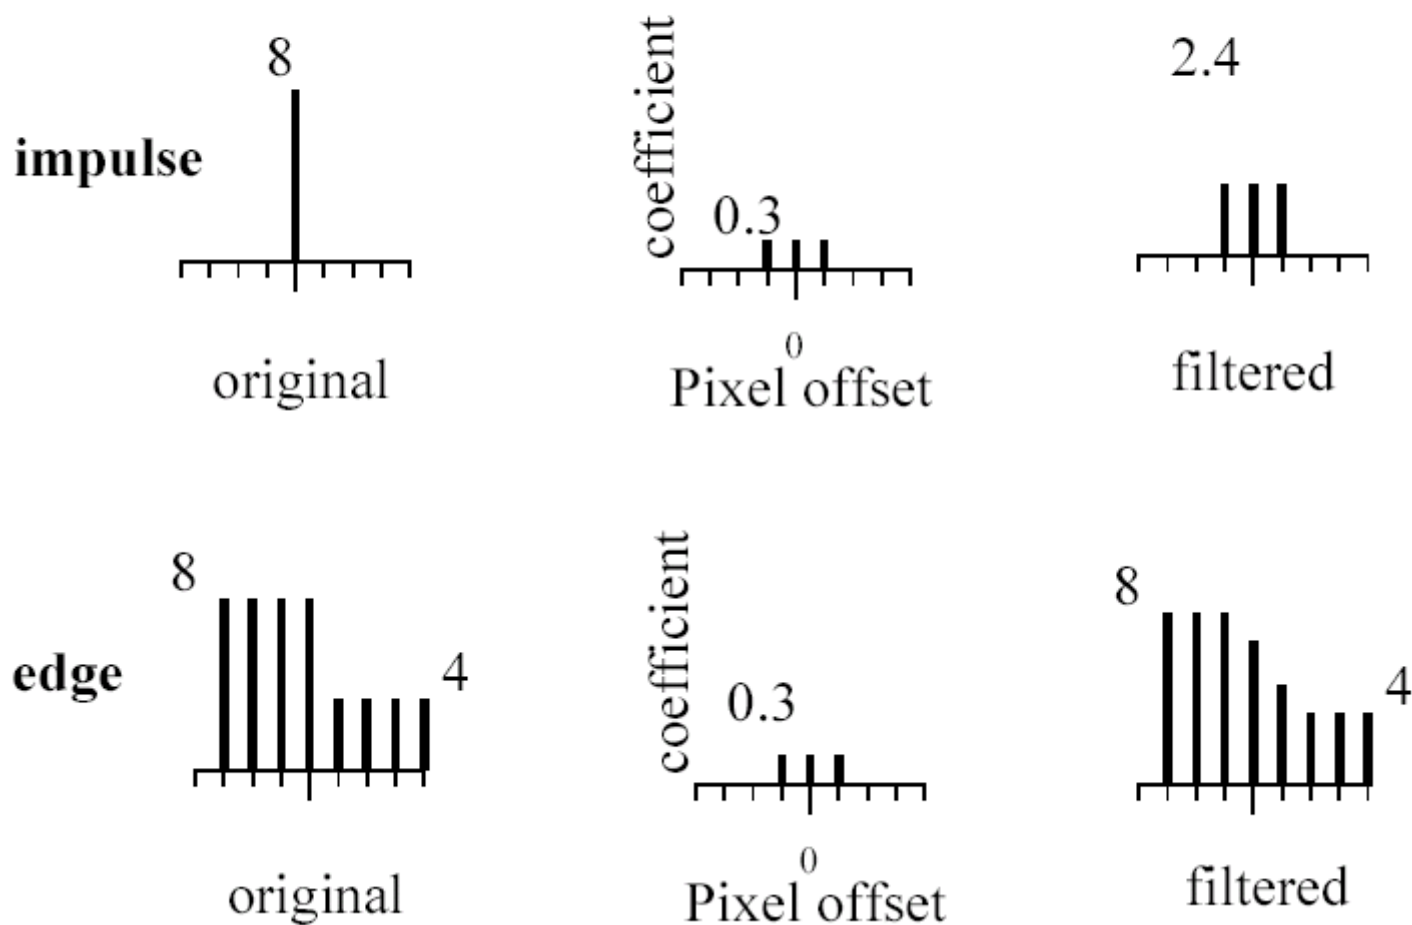 8
impulse
original
coefficient
0.3
0
Pixel offset
2.4
filtered
8
edge
4
original
coefficient
0.3
0
Pixel offset
8
4
filtered